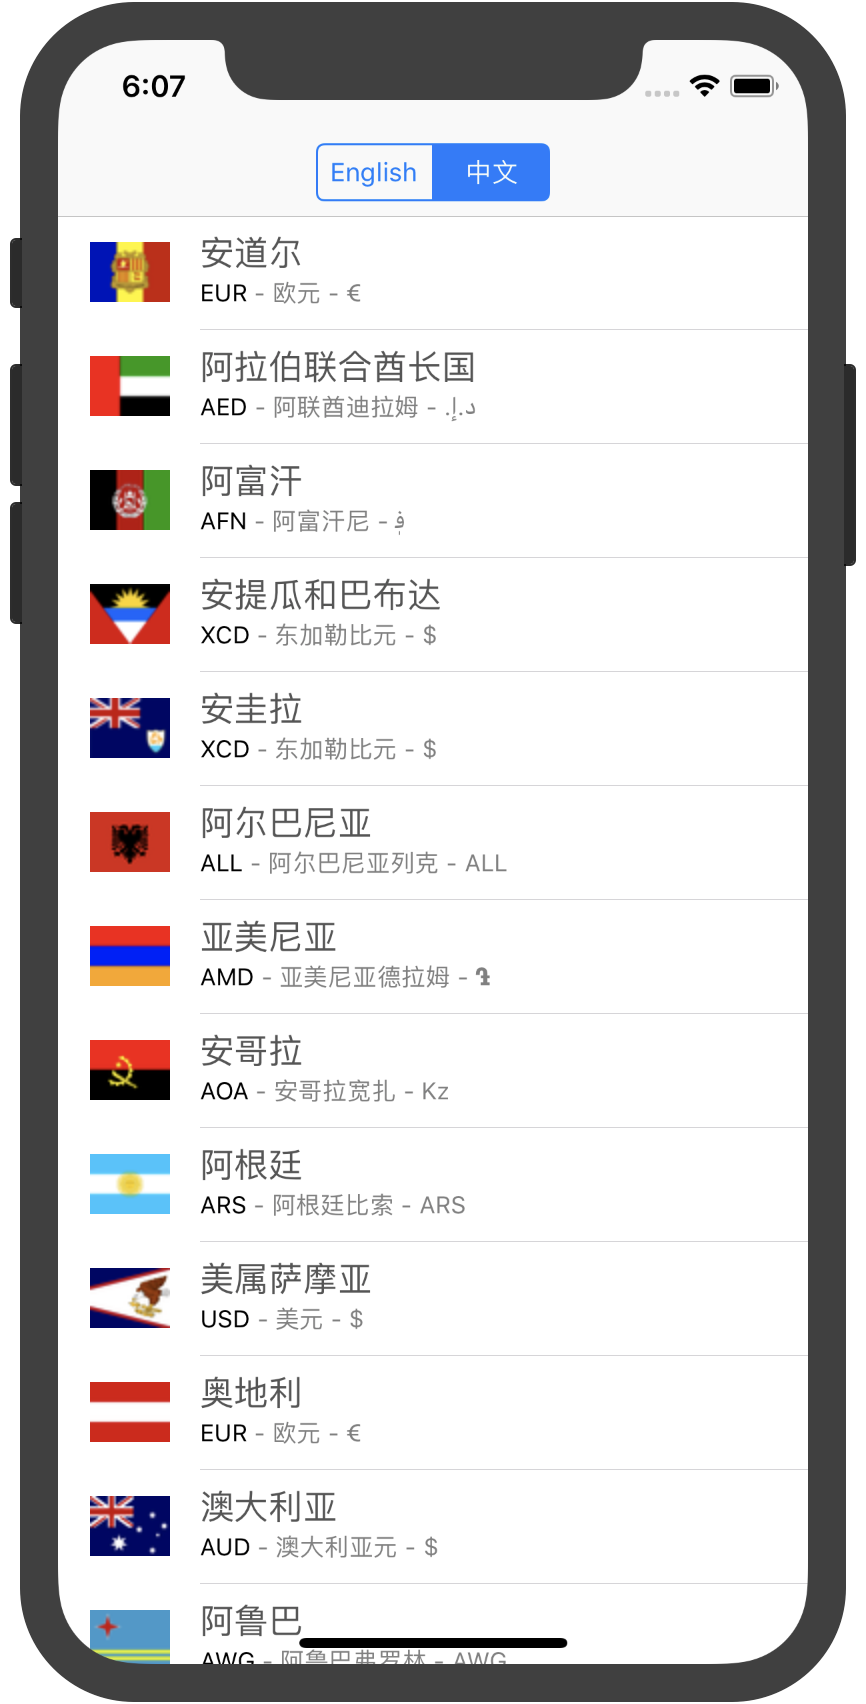 6:07
English 中文
安道尔
EUR - 欧元 - €
阿拉伯联合酋长国
AED - 阿联酋迪拉姆 - د.إ.
阿富汗
AFN - 阿富汗尼 - ؋
安提瓜和巴布达
XCD - 东加勒比元 - $
安圭拉
XCD - 东加勒比元 - $
阿尔巴尼亚
ALL - 阿尔巴尼亚列克 - ALL
亚美尼亚
AMD - 亚美尼亚德拉姆 - ֏
安哥拉
AOA - 安哥拉宽扎 - Kz
阿根廷
ARS - 阿根廷比索 - ARS
美属萨摩亚
USD - 美元 - $
奥地利
EUR - 欧元 - €
澳大利亚
AUD - 澳大利亚元 - $
阿鲁巴
AWG - 阿鲁巴弗罗林 - AWG